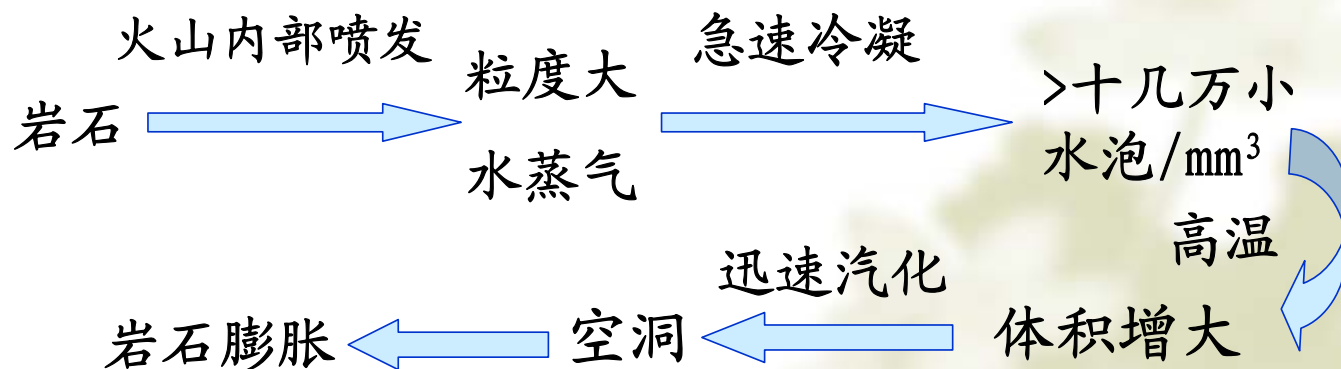 火山内部喷发
急速冷凝
岩石
粒度大
水蒸气
>十几万小
水泡/mm³
高温
迅速汽化
体积增大
空洞
岩石膨胀